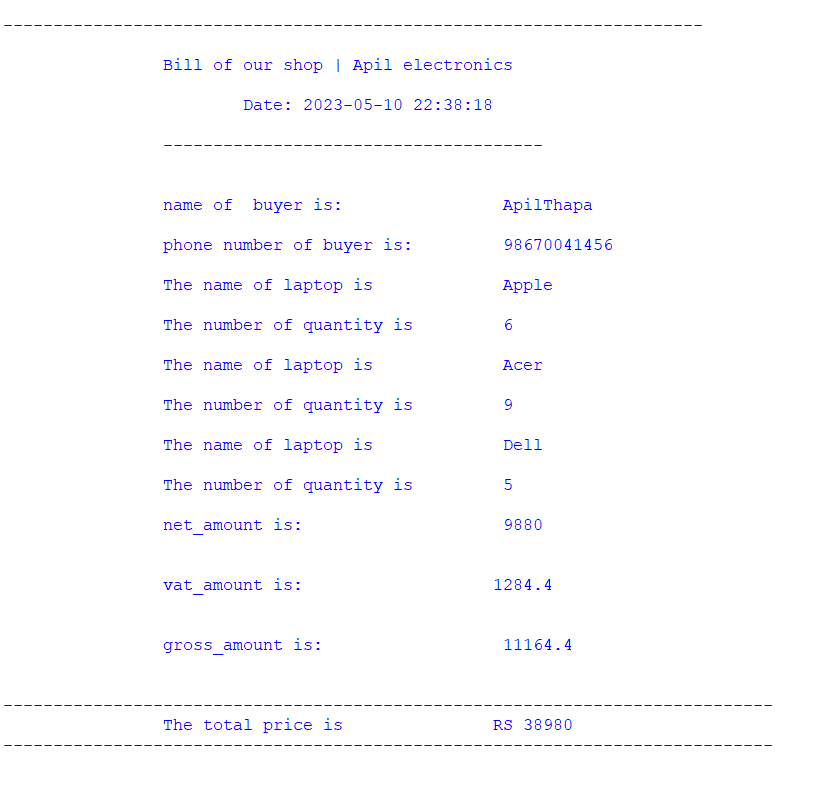 ----------------------------------------------------------------------
Bill of our shop | Apil electronics
Date: 2023-05-10 22:38:18
--------------------------------------
name of  buyer is: ApilThapa
phone number of buyer is: 98670041456
The name of laptop is Apple
The number of quantity is 6
The name of laptop is Acer
The number of quantity is 9
The name of laptop is Dell
The number of quantity is 5
net_amount is: 9880
vat_amount is: 1284.4
gross_amount is: 11164.4
-----------------------------------------------------------------------------
The total price is RS 38980
-----------------------------------------------------------------------------